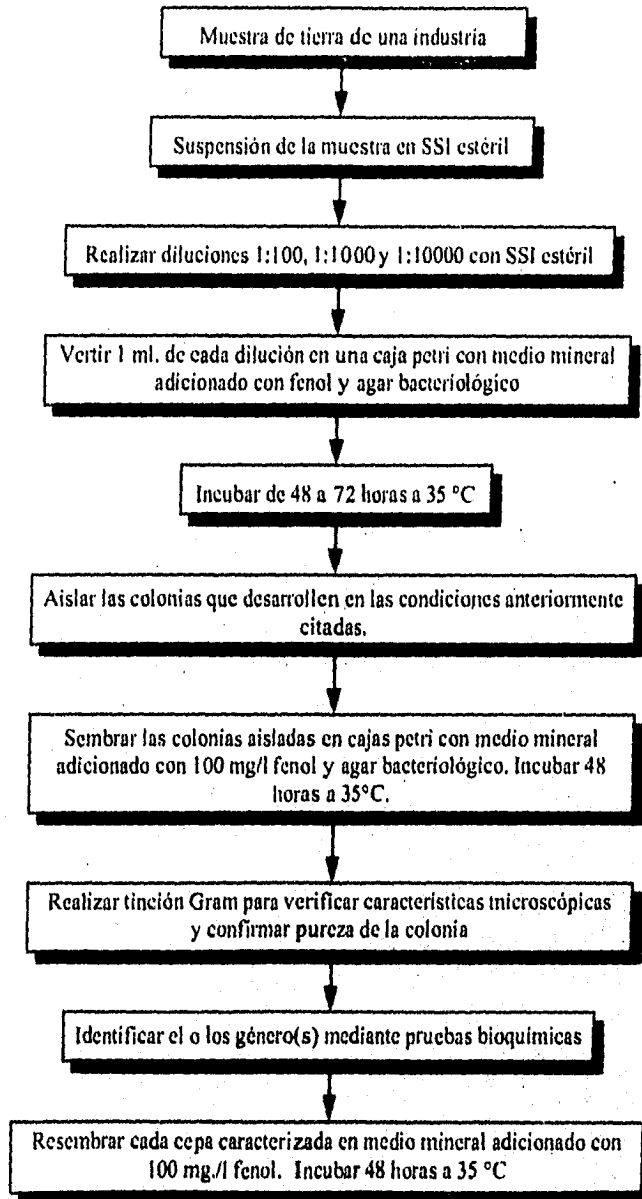 Muestra de tierra de una industria
Suspensión de la muestra en SSI estéril
Realizar diluciones 1:100, 1:1000 y 1:10000 con SSI estéril
Vertir 1 ml. de cada dilución en una caja petri con medio mineral
adicionado con fenol y agar bacteriológico
Incubar de 48 a 72 horas a 35 °C
Aislar las colonias que desarrollen en las condiciones anteriormente
citadas.
Sembrar las colonias aisladas en cajas petri con medio mineral
adicionado con 100 mg/l fenol y agar bacteriológico. Incubar 48
horas a 35°C.
Realizar tinción Gram para verificar características microscópicas
y confirmar pureza de la colonia
Identificar el o los género(s) mediante pruebas bioquímicas
Resembrar cada cepa caracterizada en medio mineral adicionado con
100 mg./l fenol. Incubar 48 horas a 35 °C